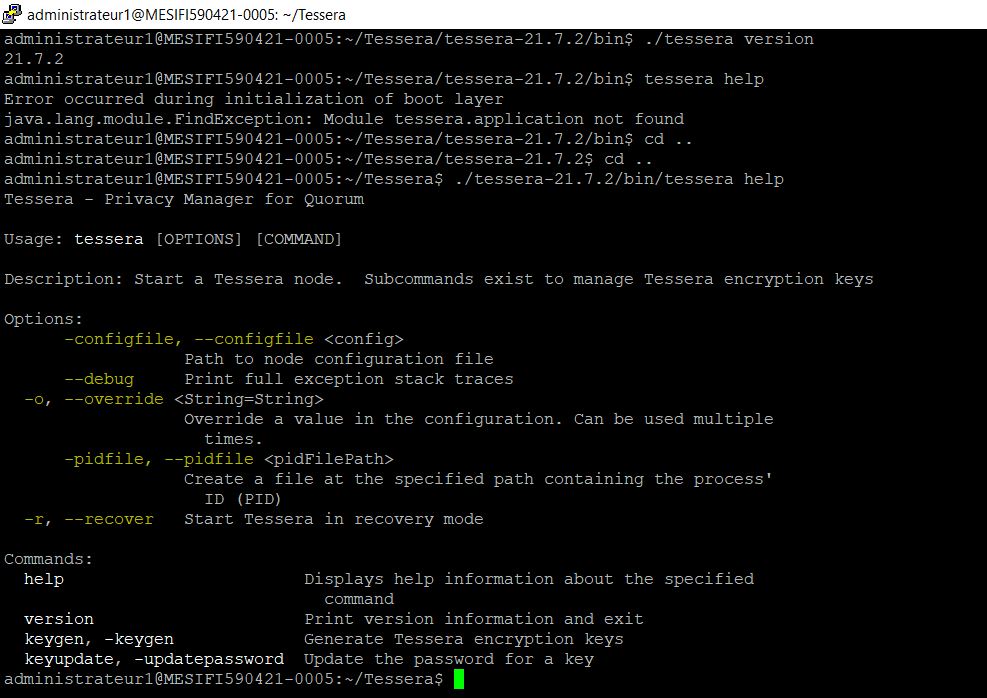 administrateur1@MESIFI590421-0005: ~/Tessera
administrateur1@MESIFI590421-0005:~/Tessera/tessera-21.7.2/bin$ ./tessera version
21.7.2
administrateur1@MESIFI590421-0005:~/Tessera/tessera-21.7.2/bin$ tessera help
Error occurred during initialization of boot layer
java.lang.module.FindException: Module tessera.application not found
administrateur1@MESIFI590421-0005:~/Tessera/tessera-21.7.2/bin$ cd ..
administrateur1@MESIFI590421-0005:~/Tessera/tessera-21.7.2$ cd ..
administrateur1@MESIFI590421-0005:~/Tessera$ ./tessera-21.7.2/bin/tessera help
Tessera - Privacy Manager for Quorum
Usage: tessera [OPTIONS] [COMMAND]
Description: Start a Tessera node.  Subcommands exist to manage Tessera encryption keys
Options:
-configfile, --configfile <config>
Path to node configuration file
--debug     Print full exception stack traces
-o, --override <String=String>
Override a value in the configuration. Can be used multiple
times.
-pidfile, --pidfile <pidFilePath>
Create a file at the specified path containing the process'
ID (PID)
-r, --recover   Start Tessera in recovery mode
Commands:
help                        Displays help information about the specified
command
version                     Print version information and exit
keygen, -keygen             Generate Tessera encryption keys
keyupdate, -updatepassword  Update the password for a key
administrateur1@MESIFI590421-0005:~/Tessera$